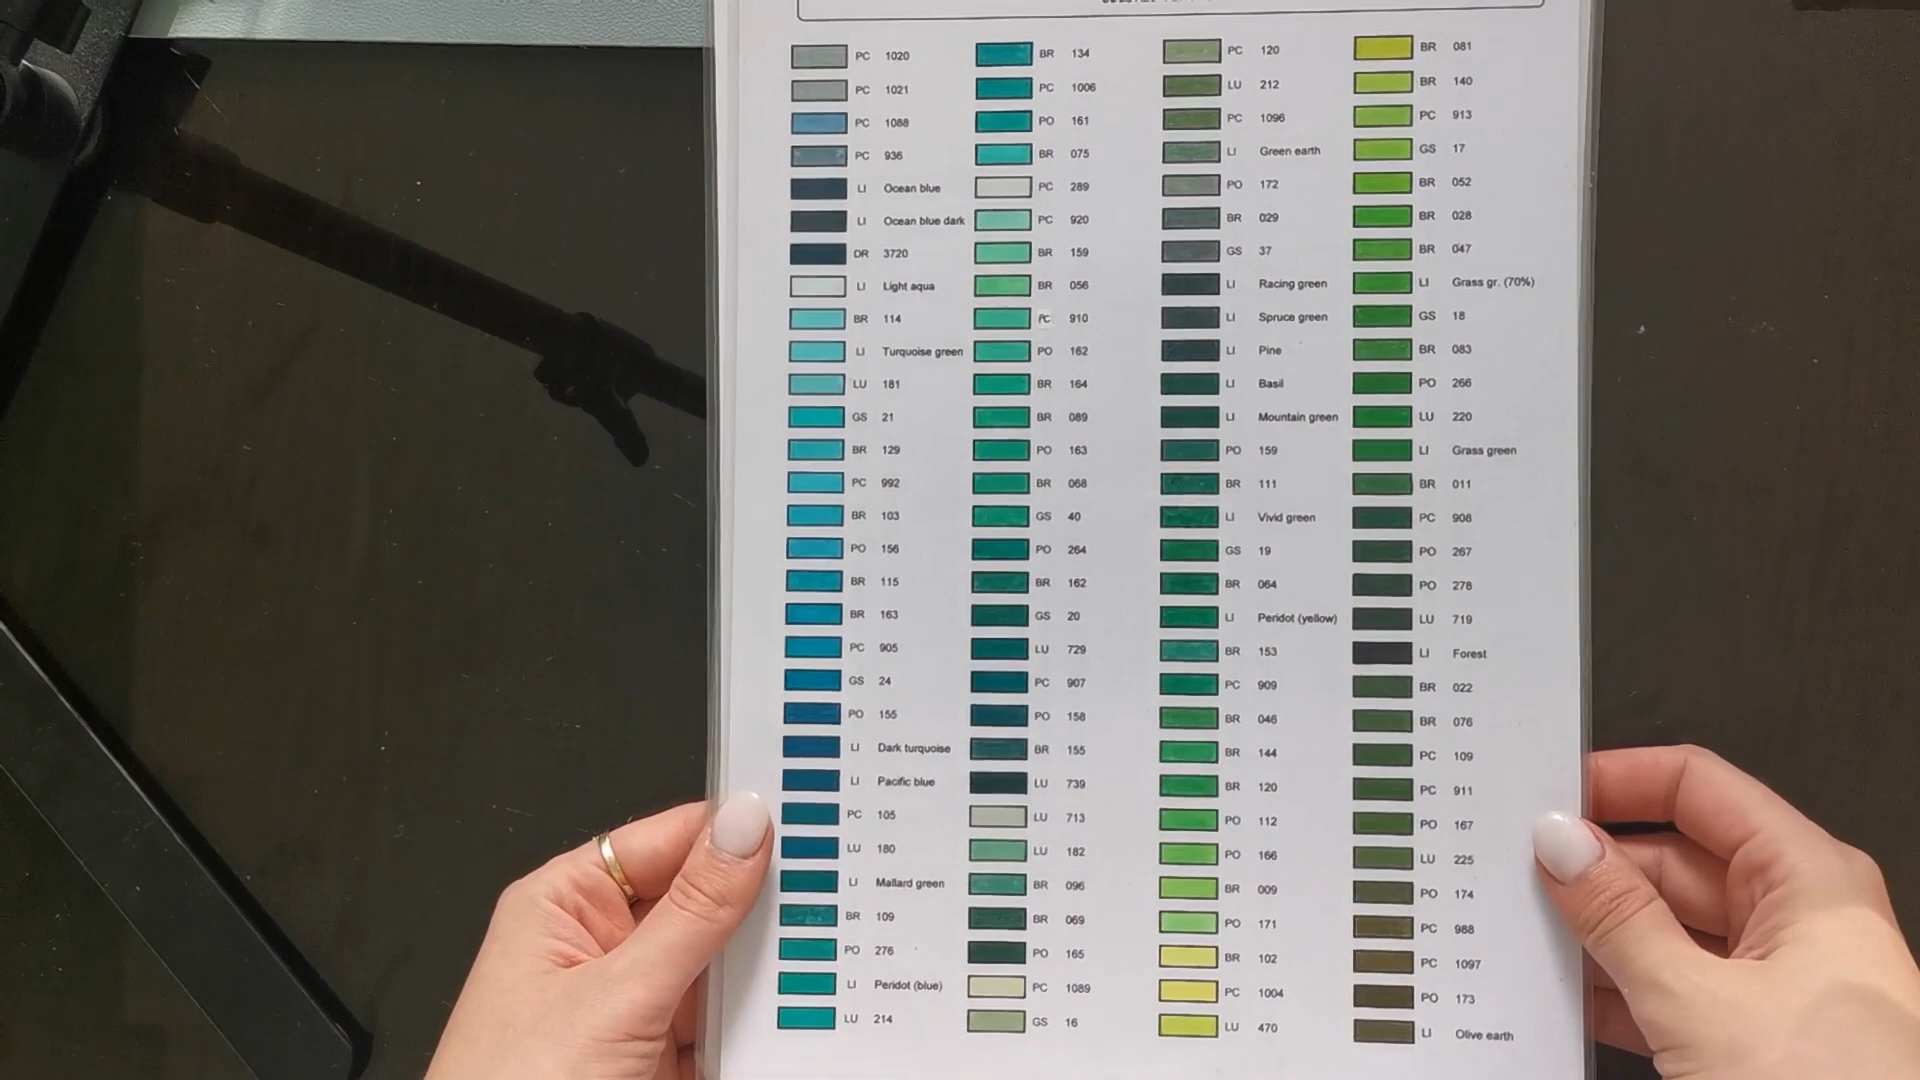 PC 1020
PC 1021
PC 1088
PC 936
LI Ocean blue
LI Ocean blue dark
DR 3720
LI Light aqua
BR 114
LI Turquoise green
LU 181
GS 21
BR 129
PC 992
BR 103
PO 156
BR 115
BR 163
PC 905
GS 24
PO 155
LI Dark turquoise
LI Pacific blue
PC 105
LU 180
LI Mallard green
BR 109
PO 276
LI Peridot (blue)
LU 214
BR 134
PC 1006
PO 161
BR 075
PC 289
PC 920
BR 159
BR 056
PC 910
PO 162
BR 164
BR 089
PO 163
BR 068
GS 40
PO 264
BR 162
GS 20
LU 729
PC 907
PO 158
BR 155
LU 739
LU 713
LU 182
BR 096
BR 069
PO 165
PC 1089
GS 16
PC 120
LU 212
PC 1096
LI Green earth
PO 172
BR 029
GS 37
LI Racing green
LI Spruce green
LI Pine
LI Basil
LI Mountain green
PO 159
BR 111
LI Vivid green
GS 19
BR 064
LI Peridot (yellow)
BR 153
PC 909
BR 046
BR 144
BR 120
PO 112
PO 166
BR 009
PO 171
BR 102
PC 1004
LU 470
BR 081
BR 140
PC 913
GS 17
BR 052
BR 028
BR 047
LI Grass gr. (70%)
GS 18
BR 083
PO 266
LU 220
LI Grass green
BR 011
PC 908
PO 267
PO 278
LU 719
LI Forest
BR 022
BR 076
PC 109
PC 911
PO 167
LU 225
PO 174
PC 988
PC 1097
PO 173
LI Olive earth